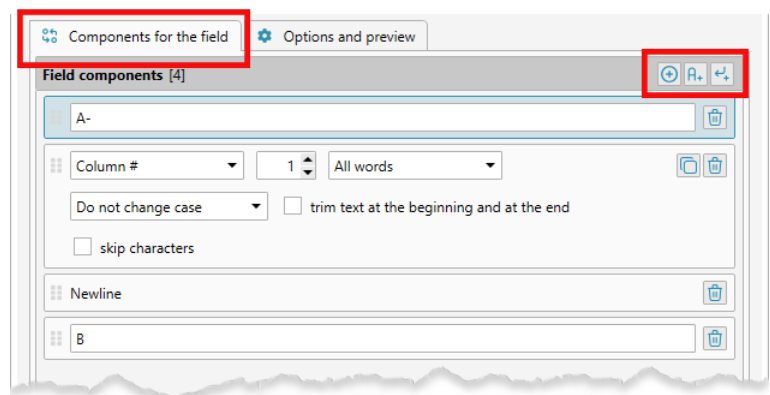 Components for the field Options and preview
Field components [4]
A-
Column # 1 All words
Do not change case trim text at the beginning and at the end
skip characters
Newline
B